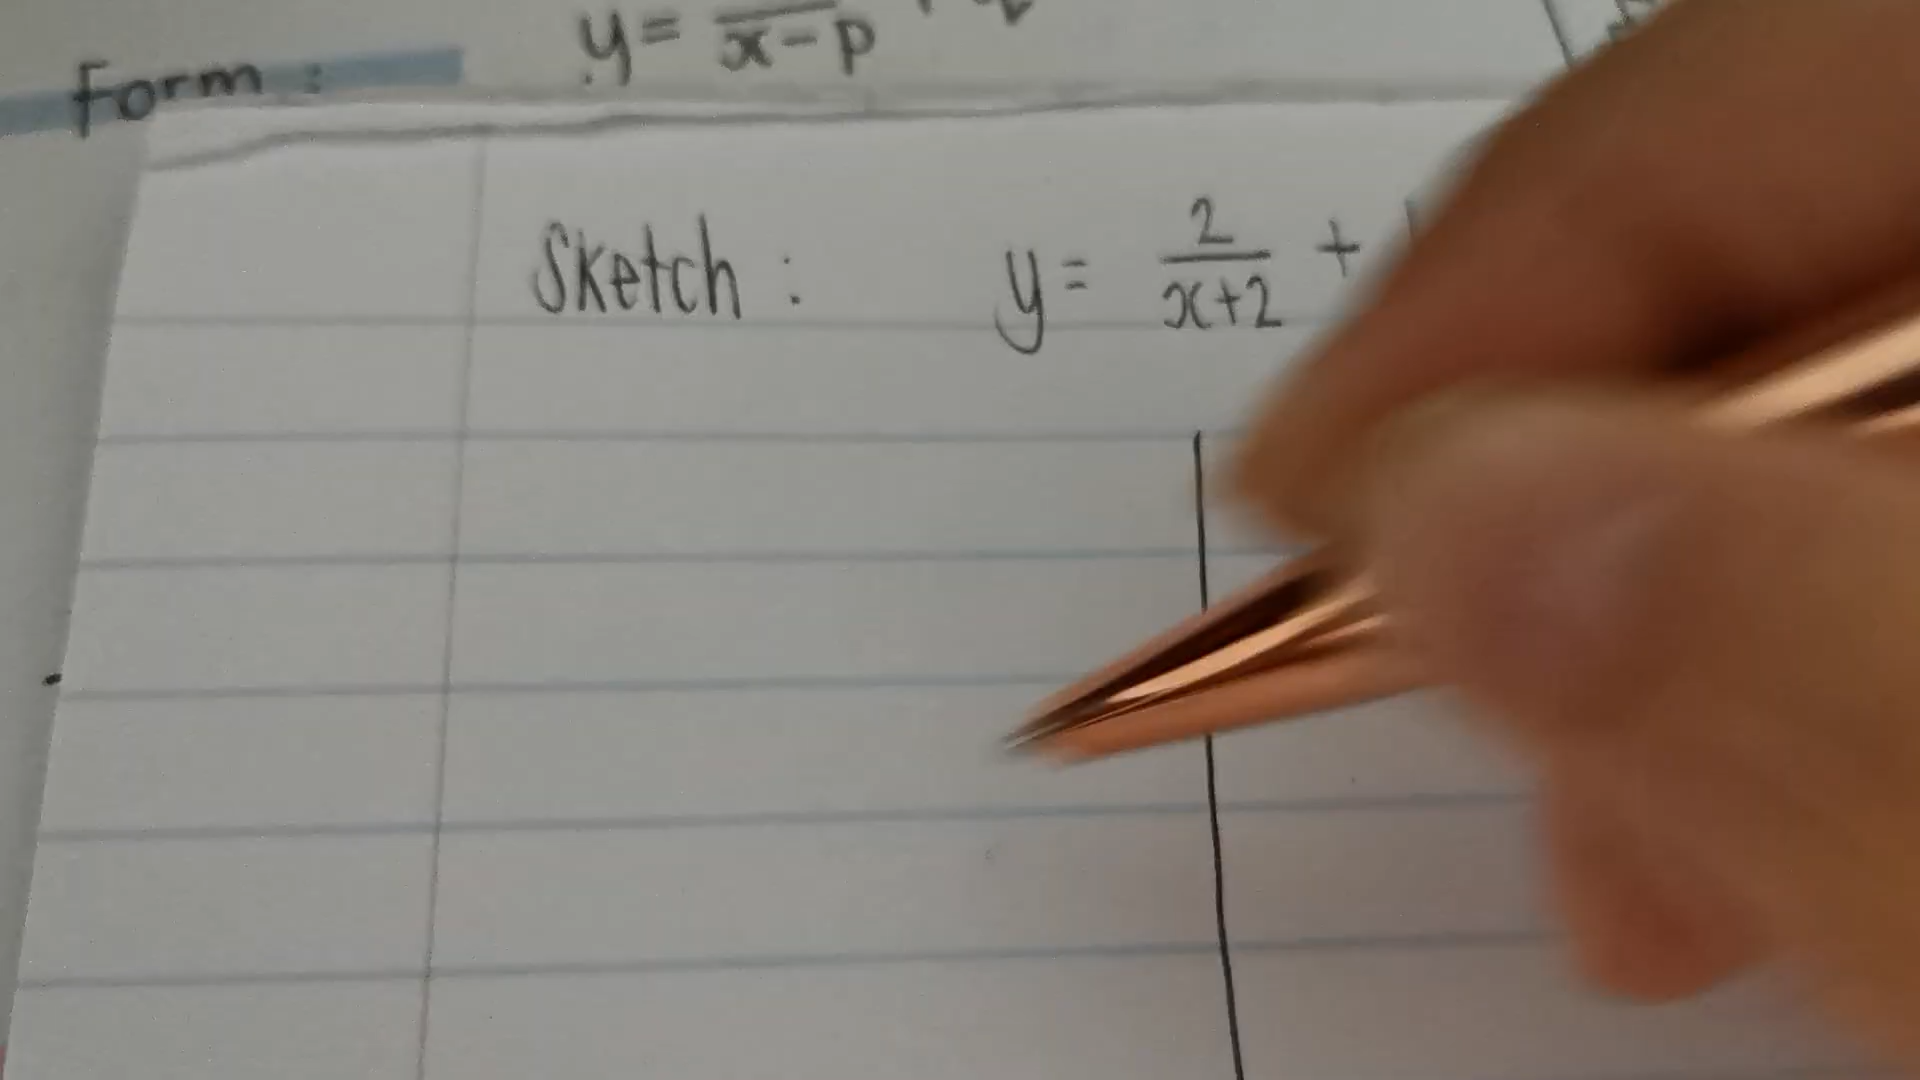 y = x-p
Form :
Sketch : y = 2/x+2 +